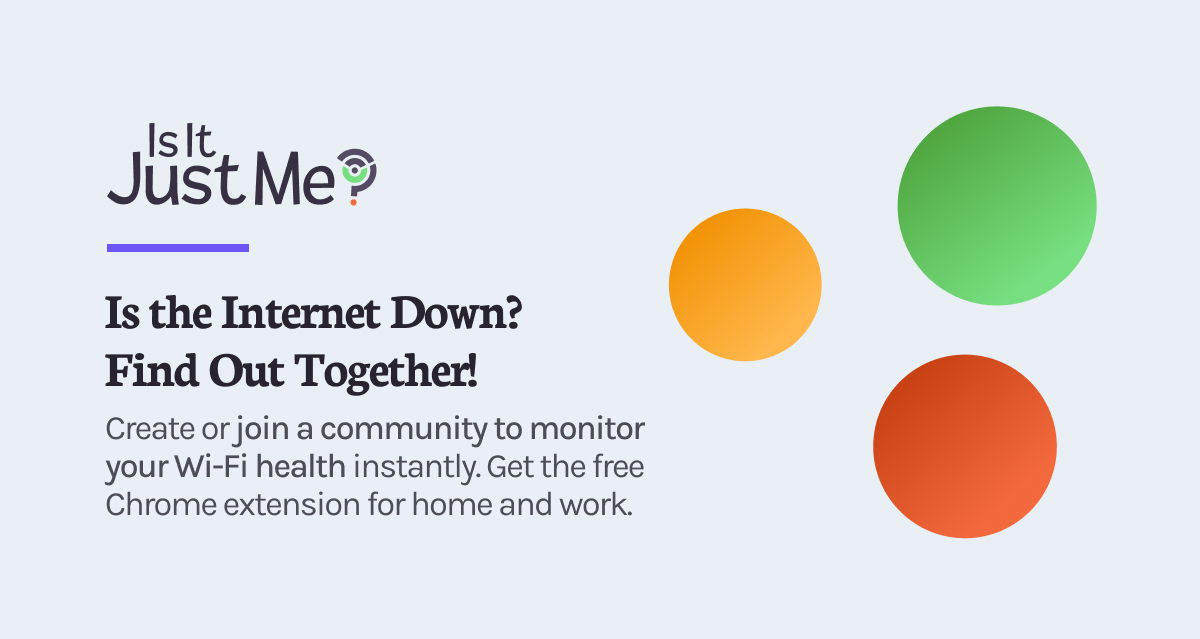 Is It
Just Me?
Is the Internet Down?
Find Out Together!
Create or join a community to monitor
your Wi-Fi health instantly. Get the free
Chrome extension for home and work.